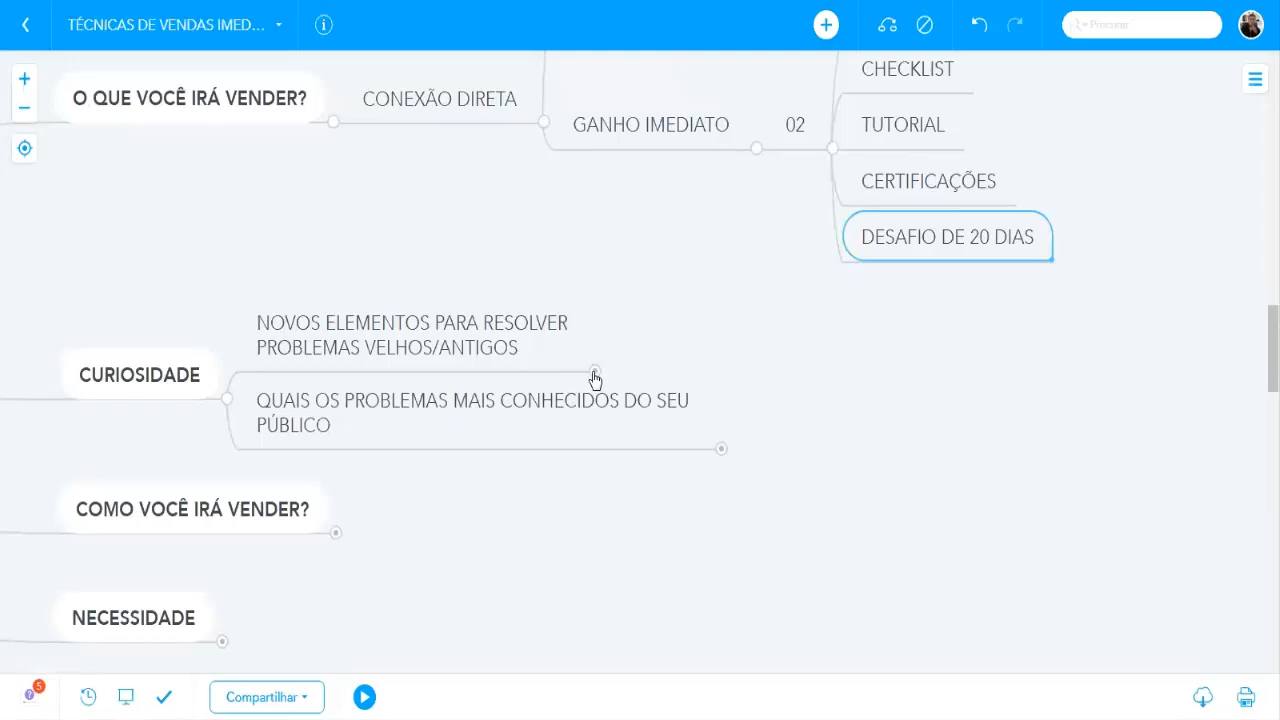 TÉCNICAS DE VENDAS IMED...
Procurar
CHECKLIST
O QUE VOCÊ IRÁ VENDER?
CONEXÃO DIRETA
GANHO IMEDIATO
02
TUTORIAL
CERTIFICAÇÕES
DESAFIO DE 20 DIAS
NOVOS ELEMENTOS PARA RESOLVER
PROBLEMAS VELHOS/ANTIGOS
CURIOSIDADE
QUAIS OS PROBLEMAS MAIS CONHECIDOS DO SEU
PÚBLICO
COMO VOCÊ IRÁ VENDER?
NECESSIDADE
5
Compartilhar